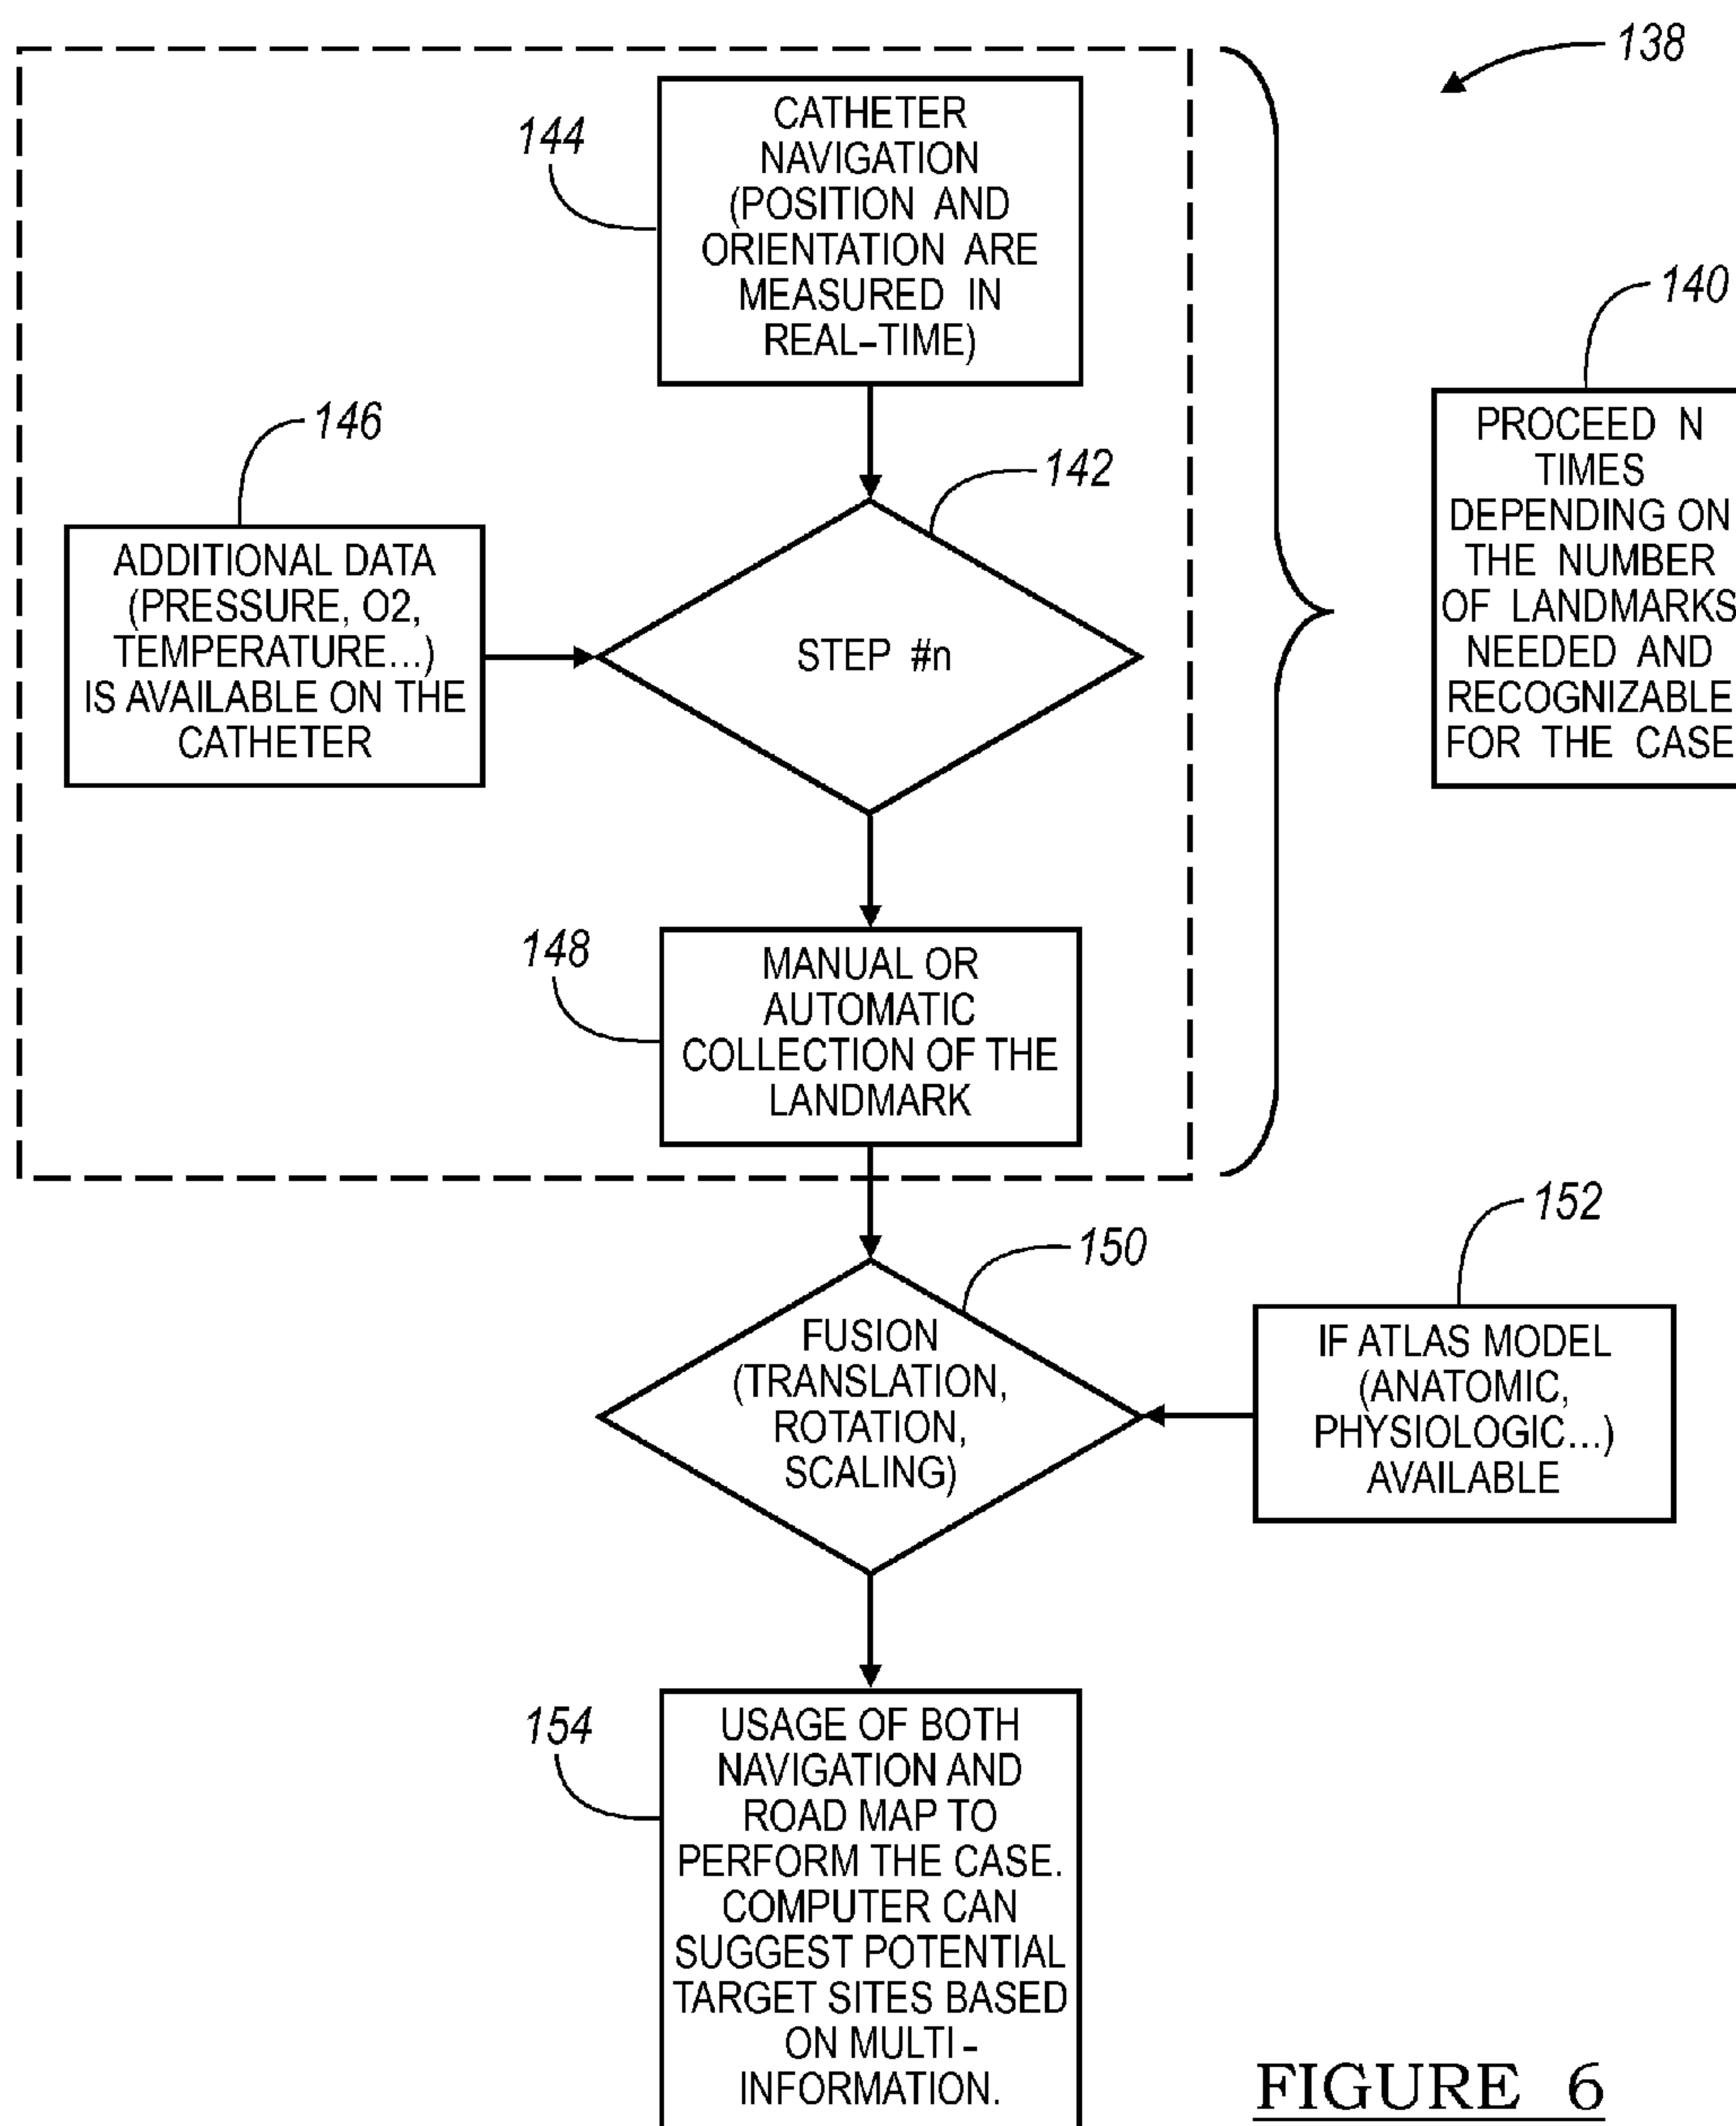 138
144
CATHETER
NAVIGATION
(POSITION AND
ORIENTATION ARE
MEASURED IN
REAL–TIME)
140
PROCEED N
TIMES
DEPENDING ON
THE NUMBER
OF LANDMARKS
NEEDED AND
RECOGNIZABLE
FOR THE CASE
146
ADDITIONAL DATA
(PRESSURE, O2,
TEMPERATURE...)
IS AVAILABLE ON THE
CATHETER
142
STEP #n
148
MANUAL OR
AUTOMATIC
COLLECTION OF THE
LANDMARK
150
FUSION
(TRANSLATION,
ROTATION,
SCALING)
152
IF ATLAS MODEL
(ANATOMIC,
PHYSIOLOGIC...)
AVAILABLE
154
USAGE OF BOTH
NAVIGATION AND
ROAD MAP TO
PERFORM THE CASE.
COMPUTER CAN
SUGGEST POTENTIAL
TARGET SITES BASED
ON MULTI -
INFORMATION.
FIGURE 6